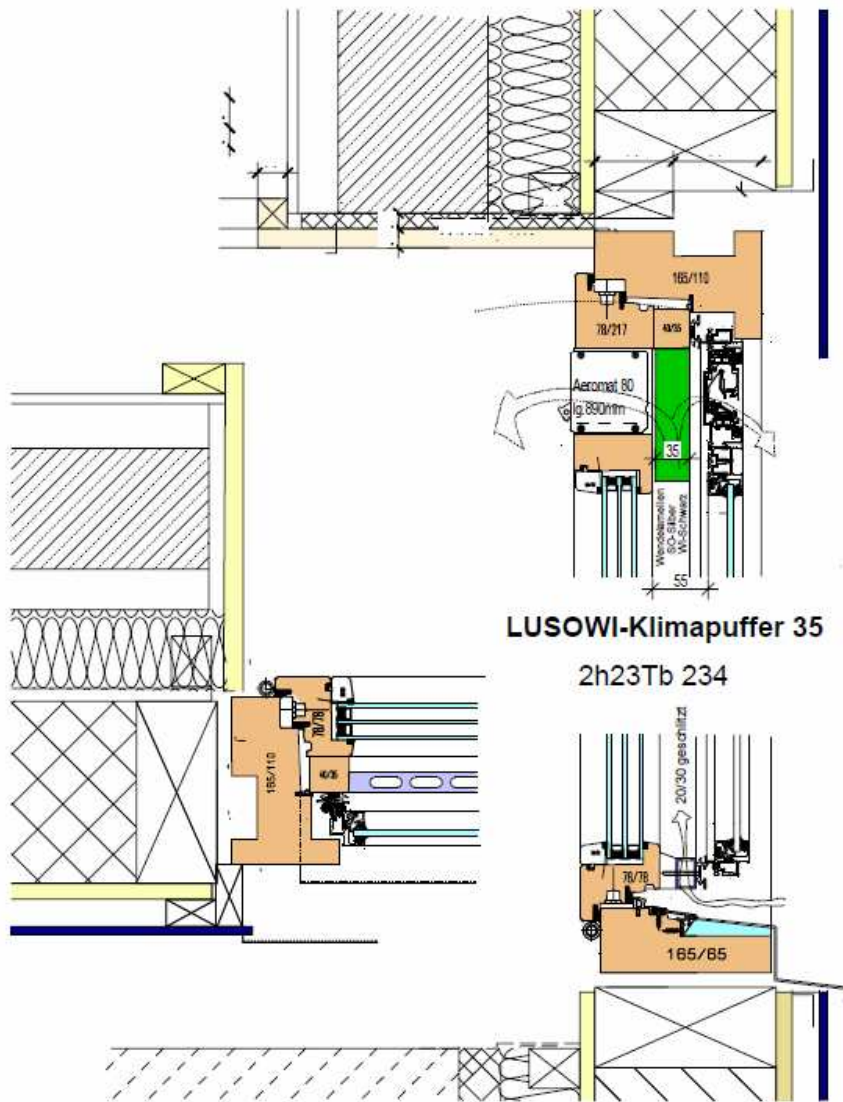 165/110
78/217
40/35
Aeromat 80
lg.890mm
35
Wendelamellen
SO-Silber
WI-Schwarz
55
LUSOWI-Klimapuffer 35
2h23Tb 234
78/78
165/110
40/35
20/30 geschlitzt
78/78
165/65